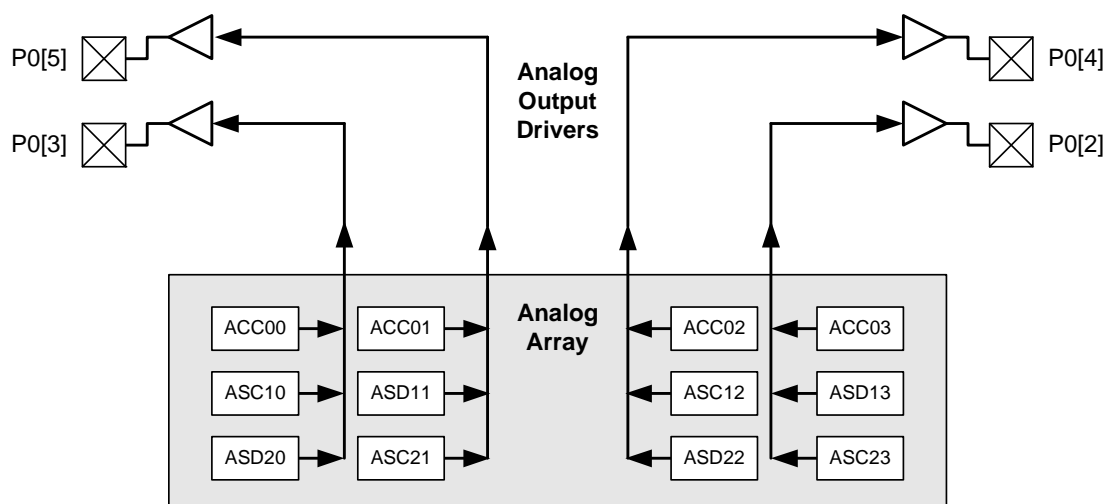 P0[5]
P0[4]
Analog
Output
Drivers
P0[3]
P0[2]
Analog
Array
ACC00
ACC01
ACC02
ACC03
ASC10
ASD11
ASC12
ASD13
ASD20
ASC21
ASD22
ASC23